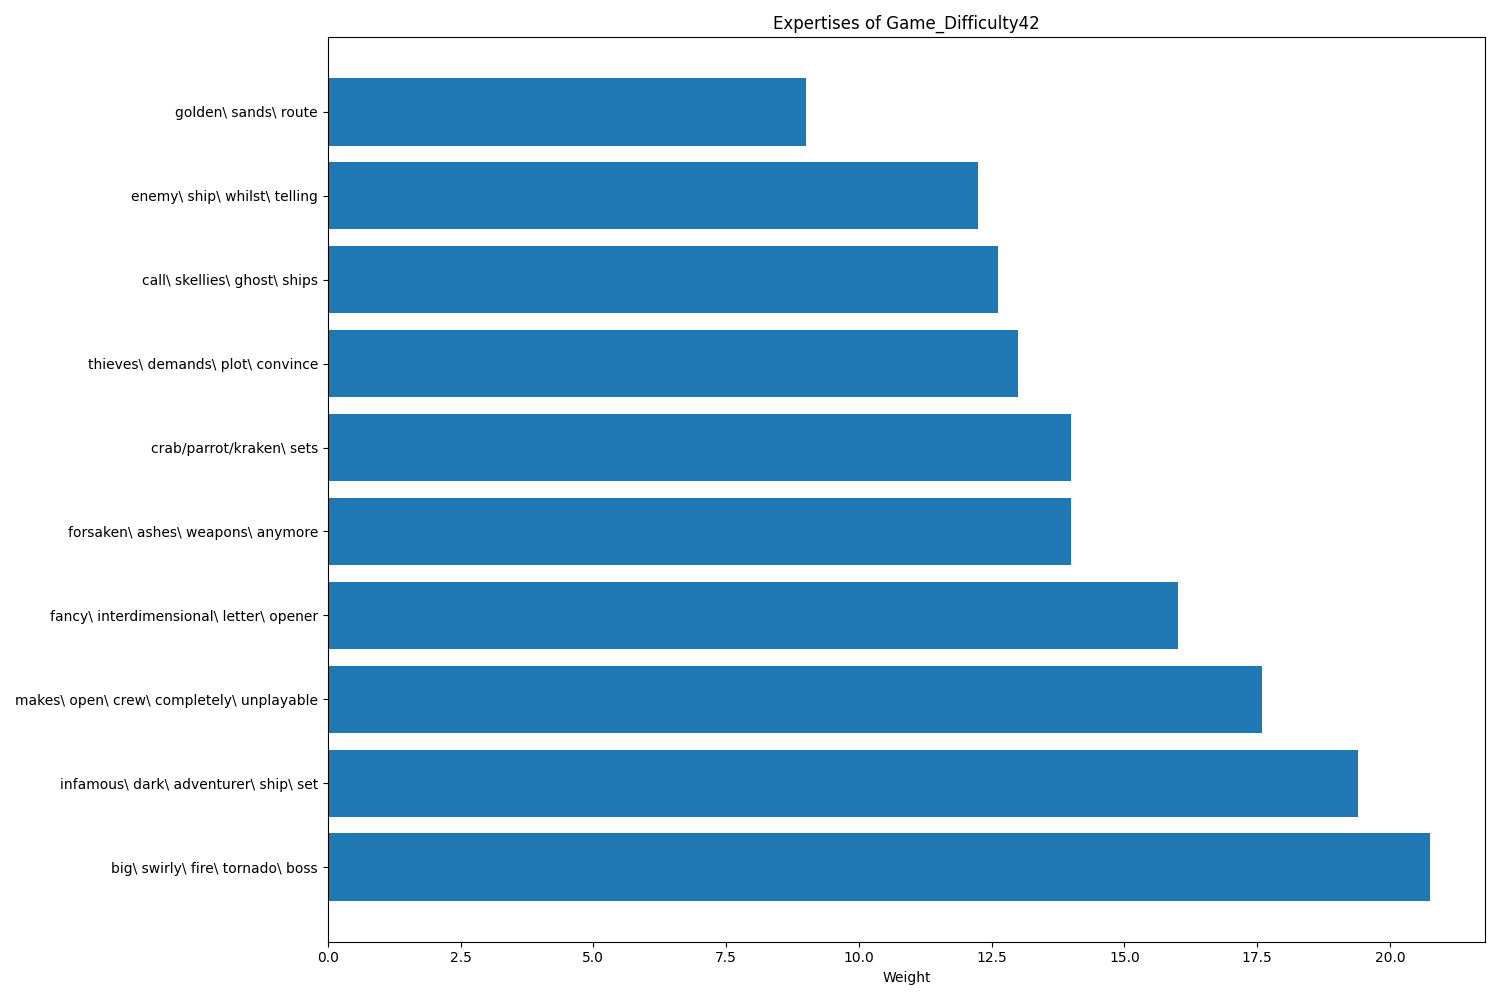 Expertises of Game_Difficulty42
golden\ sands\ route
enemy\ ship\ whilst\ telling
call\ skellies\ ghost\ ships
thieves\ demands\ plot\ convince
crab/parrot/kraken\ sets
forsaken\ ashes\ weapons\ anymore
fancy\ interdimensional\ letter\ opener
makes\ open\ crew\ completely\ unplayable
infamous\ dark\ adventurer\ ship\ set
big\ swirly\ fire\ tornado\ boss
0.0 2.5 5.0 7.5 10.0 12.5 15.0 17.5 20.0
Weight